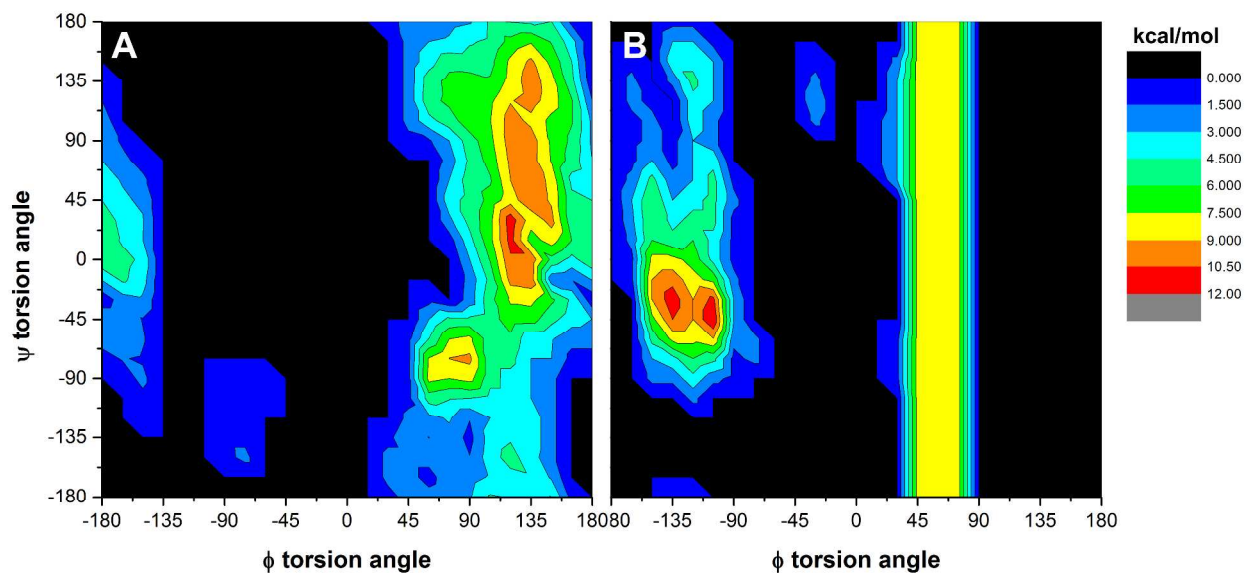 A
B
kcal/mol
0.000
1.500
3.000
4.500
6.000
7.500
9.000
10.50
12.00
ψ torsion angle
180
135
90
45
0
-45
-90
-135
-180
-180 -135 -90 -45 0 45 90 135 180
80 -135 -90 -45 0 45 90 135 180
ϕ torsion angle
ϕ torsion angle